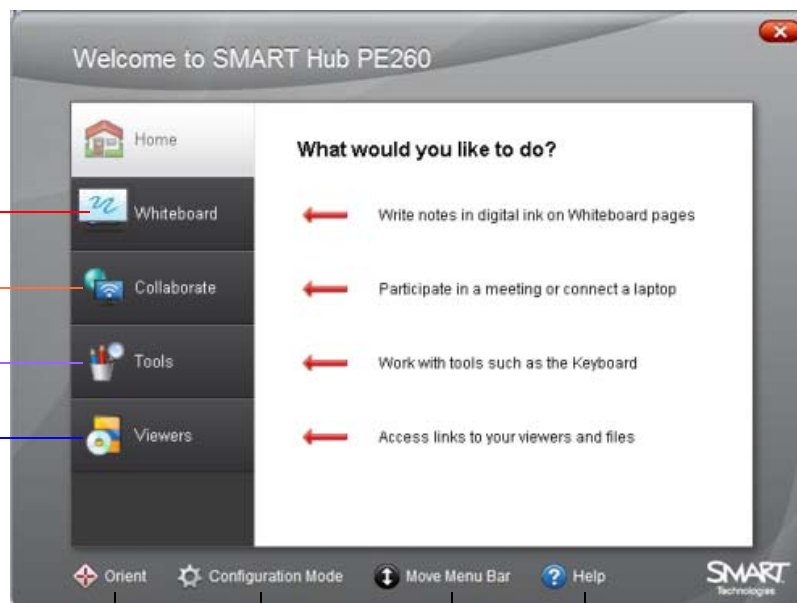 Welcome to SMART Hub PE260
Home
What would you like to do?
Whiteboard
Write notes in digital ink on Whiteboard pages
Collaborate
Participate in a meeting or connect a laptop
Tools
Work with tools such as the Keyboard
Viewers
Access links to your viewers and files
Orient
Configuration Mode
Move Menu Bar
Help
SMART
Technologies